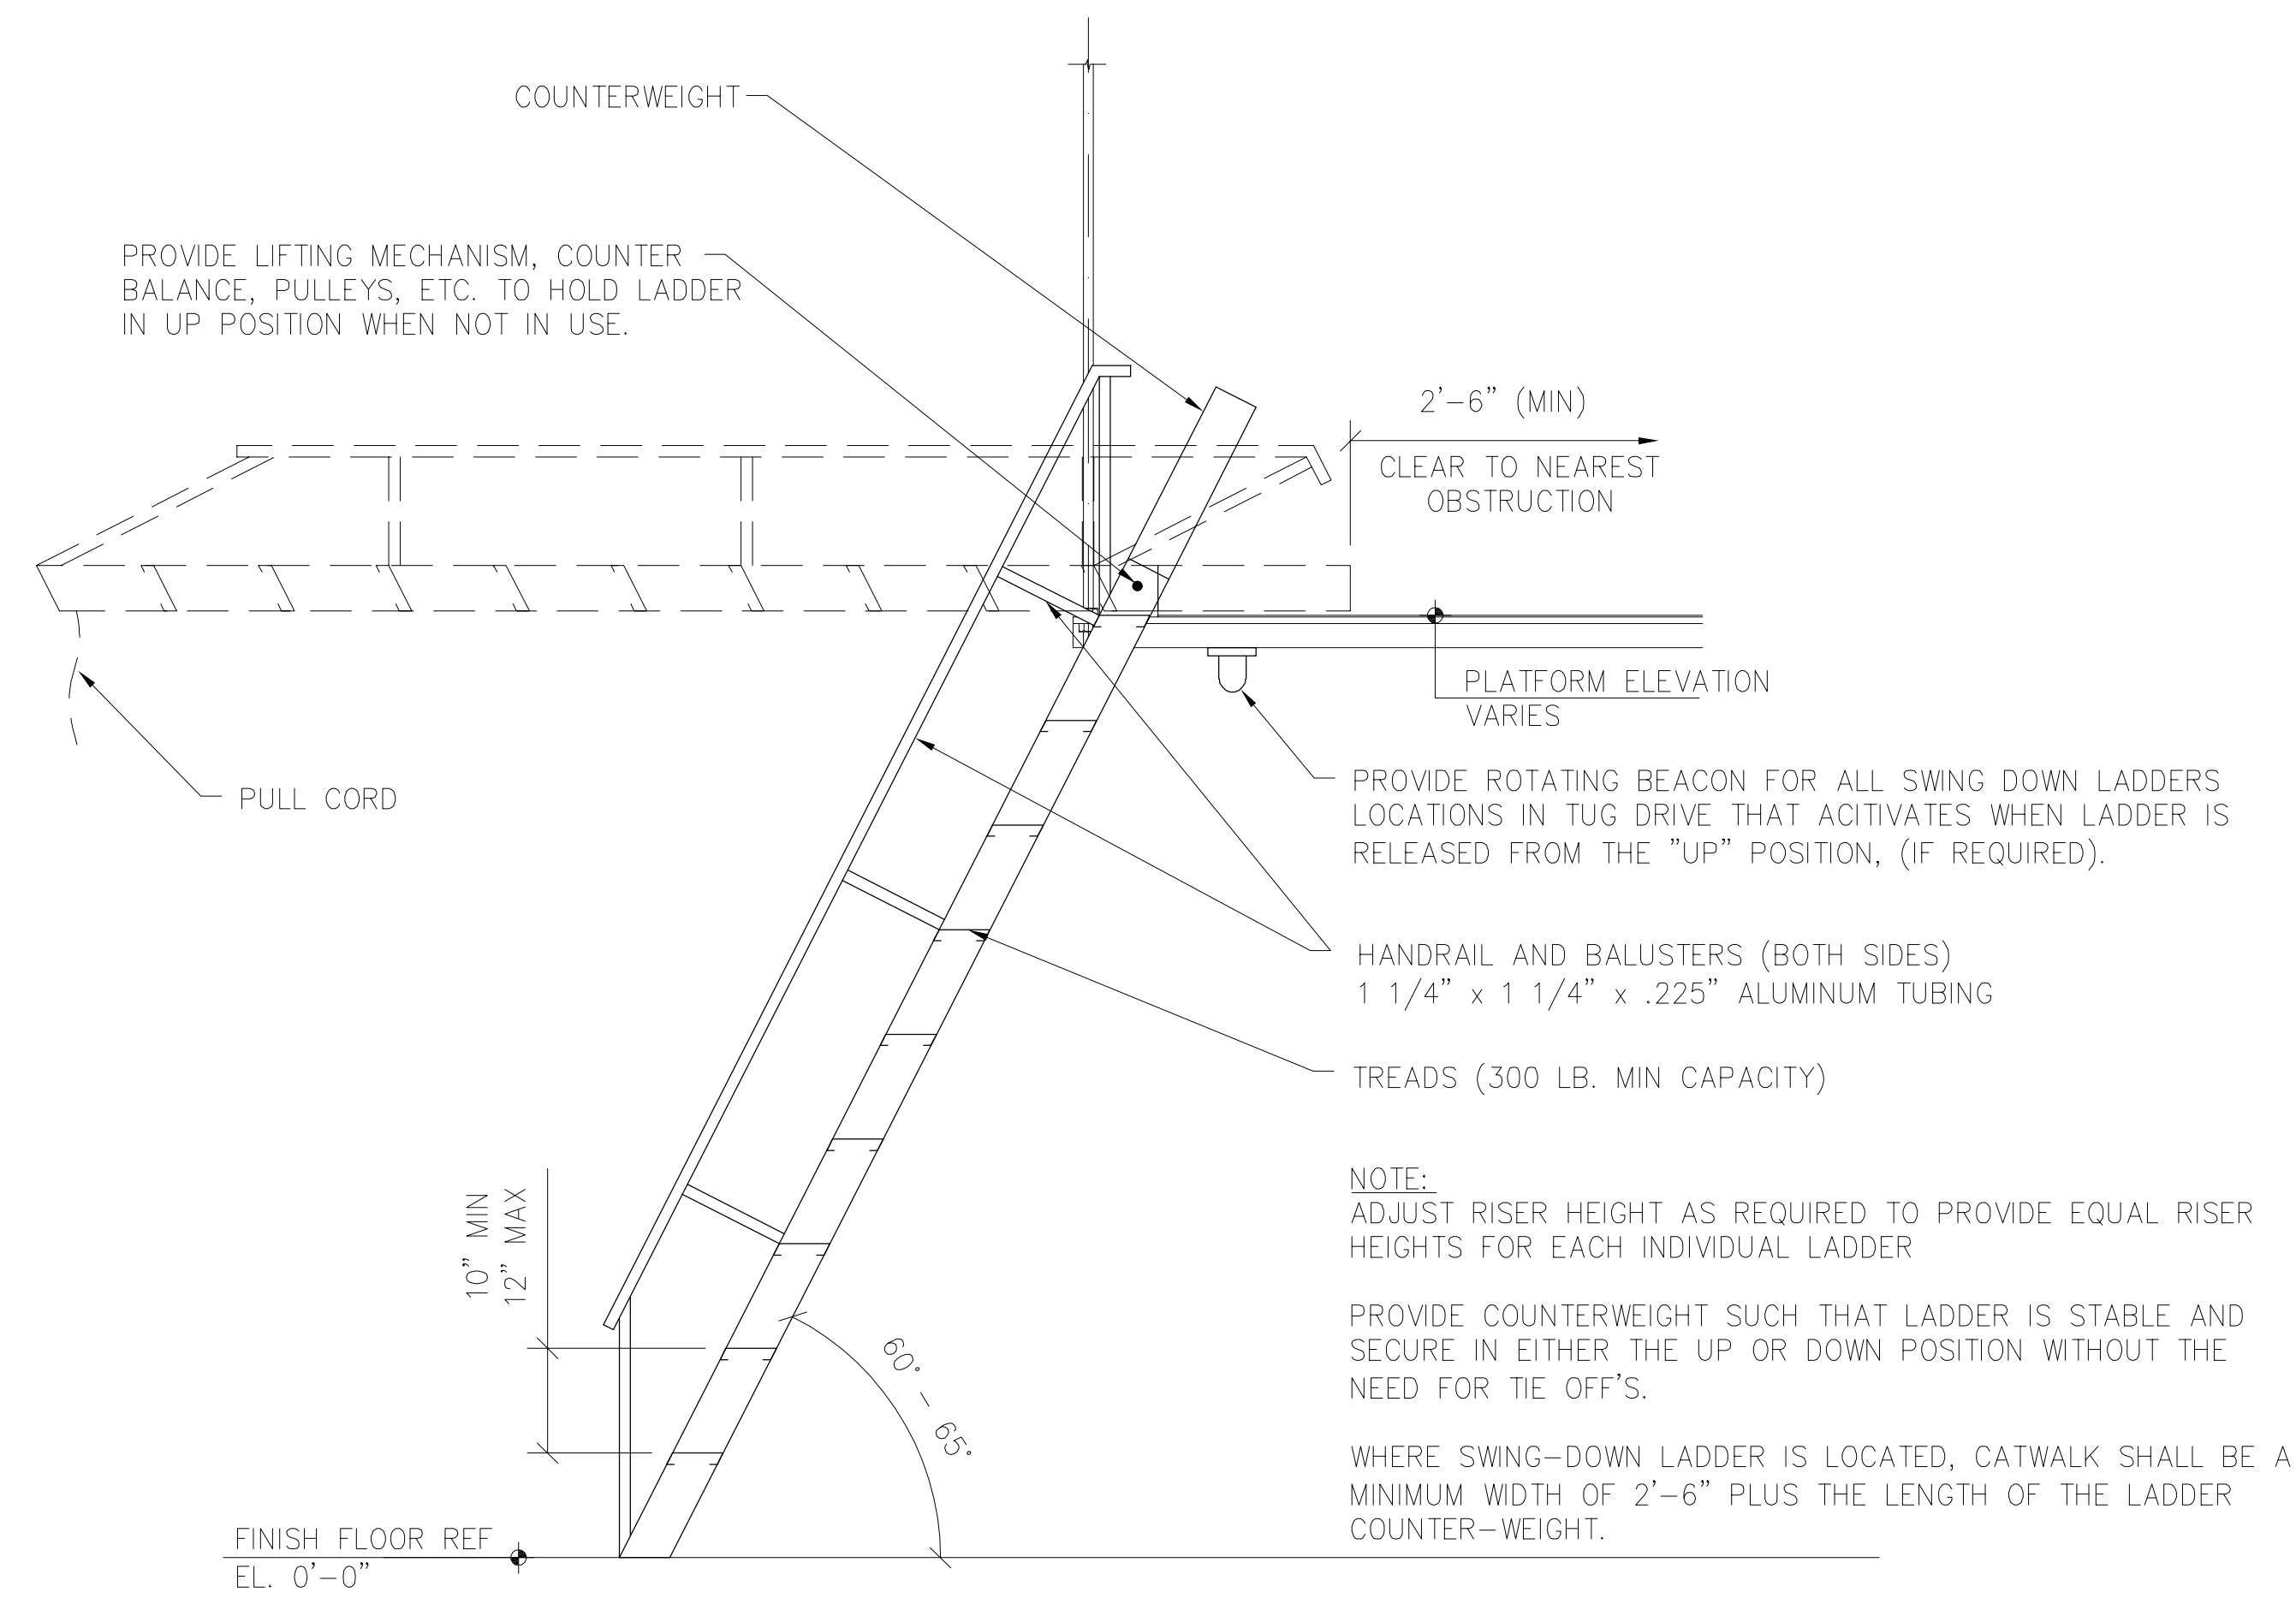 COUNTERWEIGHT
PROVIDE LIFTING MECHANISM, COUNTER
BALANCE, PULLEYS, ETC. TO HOLD LADDER
IN UP POSITION WHEN NOT IN USE.
2'-6" (MIN)
CLEAR TO NEAREST
OBSTRUCTION
PLATFORM ELEVATION
VARIES
PULL CORD
PROVIDE ROTATING BEACON FOR ALL SWING DOWN LADDERS
LOCATIONS IN TUG DRIVE THAT ACITIVATES WHEN LADDER IS
RELEASED FROM THE "UP" POSITION, (IF REQUIRED).
HANDRAIL AND BALUSTERS (BOTH SIDES)
1 1/4" x 1 1/4" x .225" ALUMINUM TUBING
TREADS (300 LB. MIN CAPACITY)
10" MIN
12" MAX
60° - 65°
NOTE:
ADJUST RISER HEIGHT AS REQUIRED TO PROVIDE EQUAL RISER
HEIGHTS FOR EACH INDIVIDUAL LADDER
PROVIDE COUNTERWEIGHT SUCH THAT LADDER IS STABLE AND
SECURE IN EITHER THE UP OR DOWN POSITION WITHOUT THE
NEED FOR TIE OFF'S.
WHERE SWING-DOWN LADDER IS LOCATED, CATWALK SHALL BE A
MINIMUM WIDTH OF 2'-6" PLUS THE LENGTH OF THE LADDER
COUNTER-WEIGHT.
FINISH FLOOR REF
EL. 0'-0"